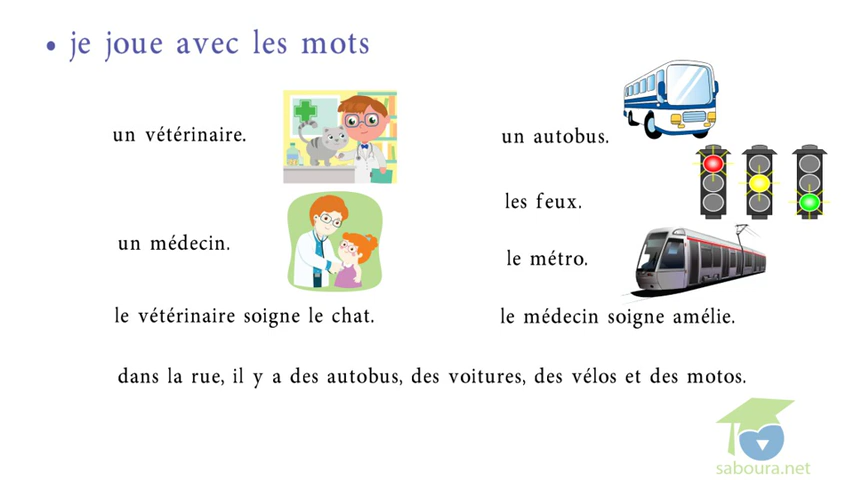 • je joue avec les mots
un vétérinaire.
un autobus.
les feux.
un médecin.
le métro.
le vétérinaire soigne le chat.
le médecin soigne amélie.
dans la rue, il y a des autobus, des voitures, des vélos et des motos.
saboura.net